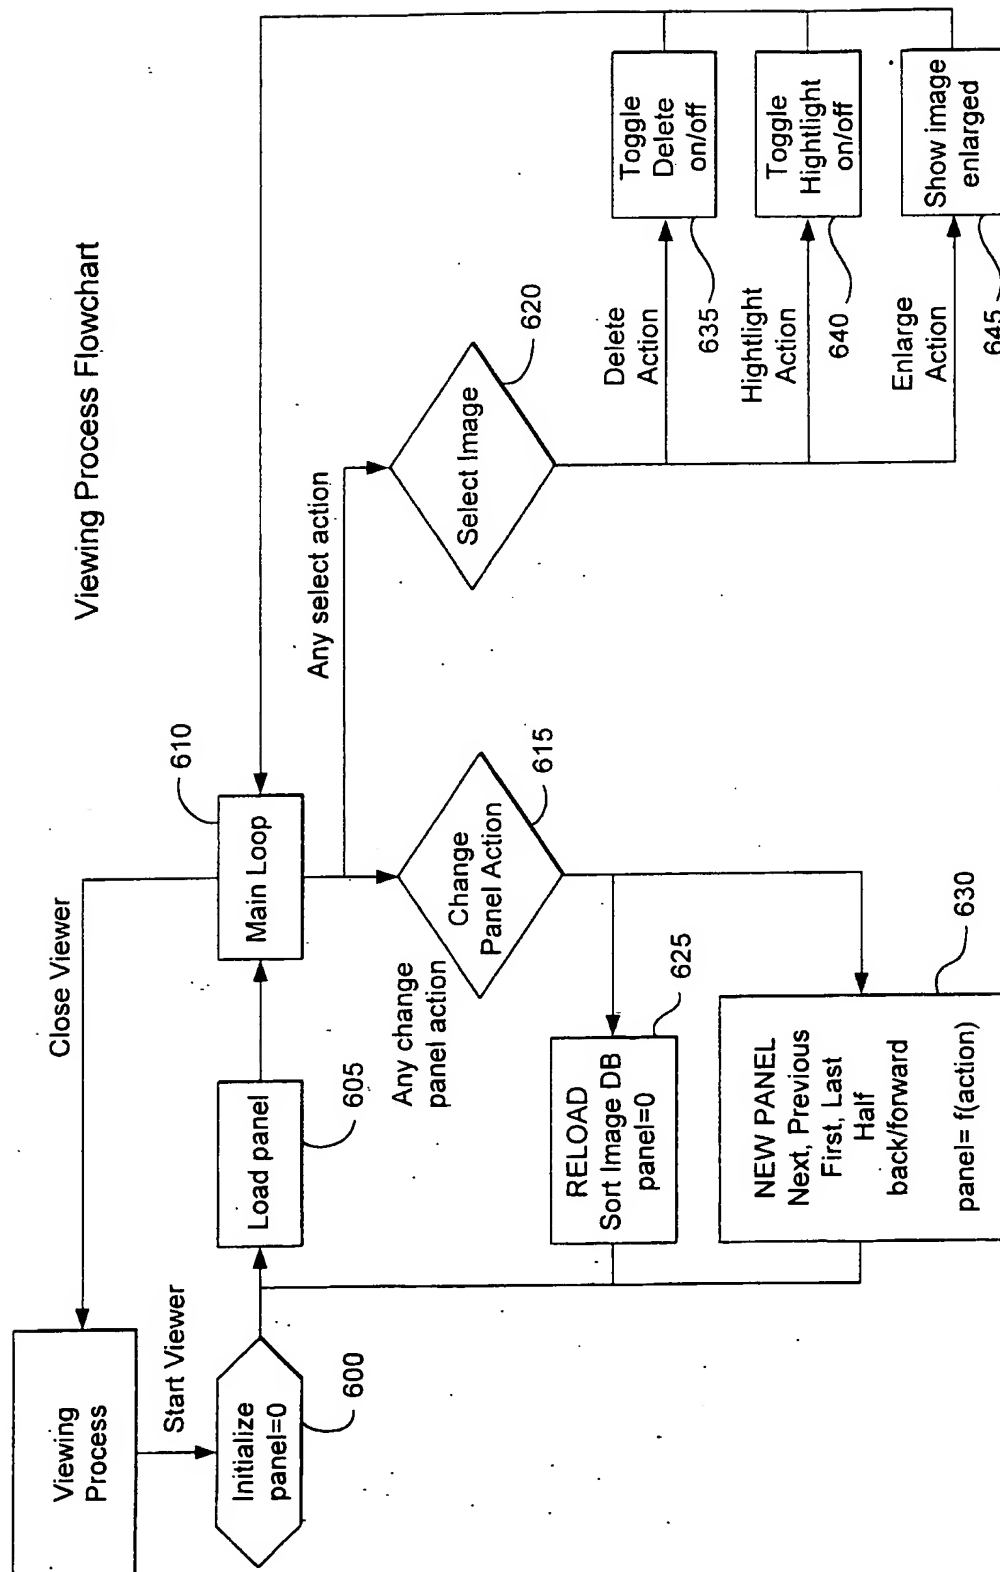 Viewing Process Flowchart
Viewing
Process
Close Viewer
Start Viewer
Initialize
panel=0
600
Load panel
605
Main Loop
610
Any change
panel action
Any select action
Change
Panel Action
615
Select Image
620
RELOAD
Sort Image DB
panel=0
625
NEW PANEL
Next, Previous
First, Last
Half
back/forward
panel= f(action)
630
Delete
Action
Toggle
Delete
on/off
635
Hightlight
Action
Toggle
Hightlight
on/off
640
Enlarge
Action
Show image
enlarged
645